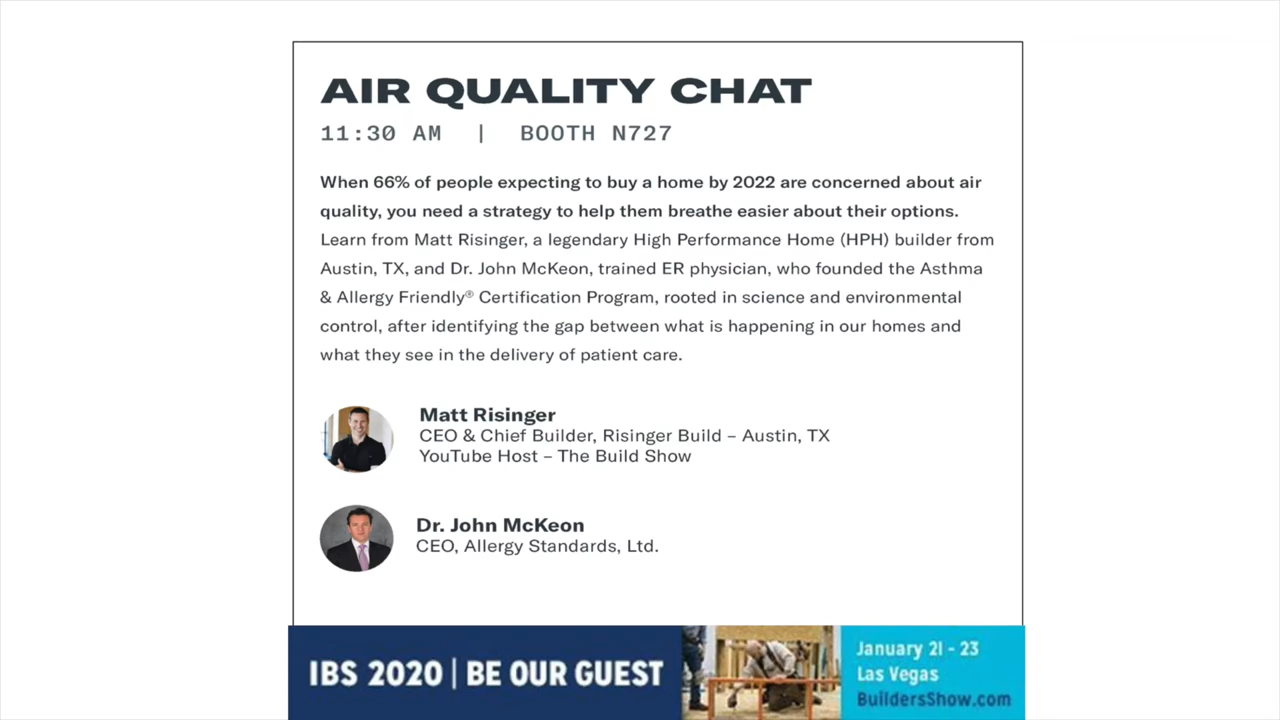 AIR QUALITY CHAT
11:30 AM | BOOTH N727
When 66% of people expecting to buy a home by 2022 are concerned about air
quality, you need a strategy to help them breathe easier about their options.
Learn from Matt Risinger, a legendary High Performance Home (HPH) builder from
Austin, TX, and Dr. John McKeon, trained ER physician, who founded the Asthma
& Allergy Friendly® Certification Program, rooted in science and environmental
control, after identifying the gap between what is happening in our homes and
what they see in the delivery of patient care.
Matt Risinger
CEO & Chief Builder, Risinger Build – Austin, TX
YouTube Host – The Build Show
Dr. John McKeon
CEO, Allergy Standards, Ltd.
IBS 2020 | BE OUR GUEST
January 21 - 23
Las Vegas
BuildersShow.com